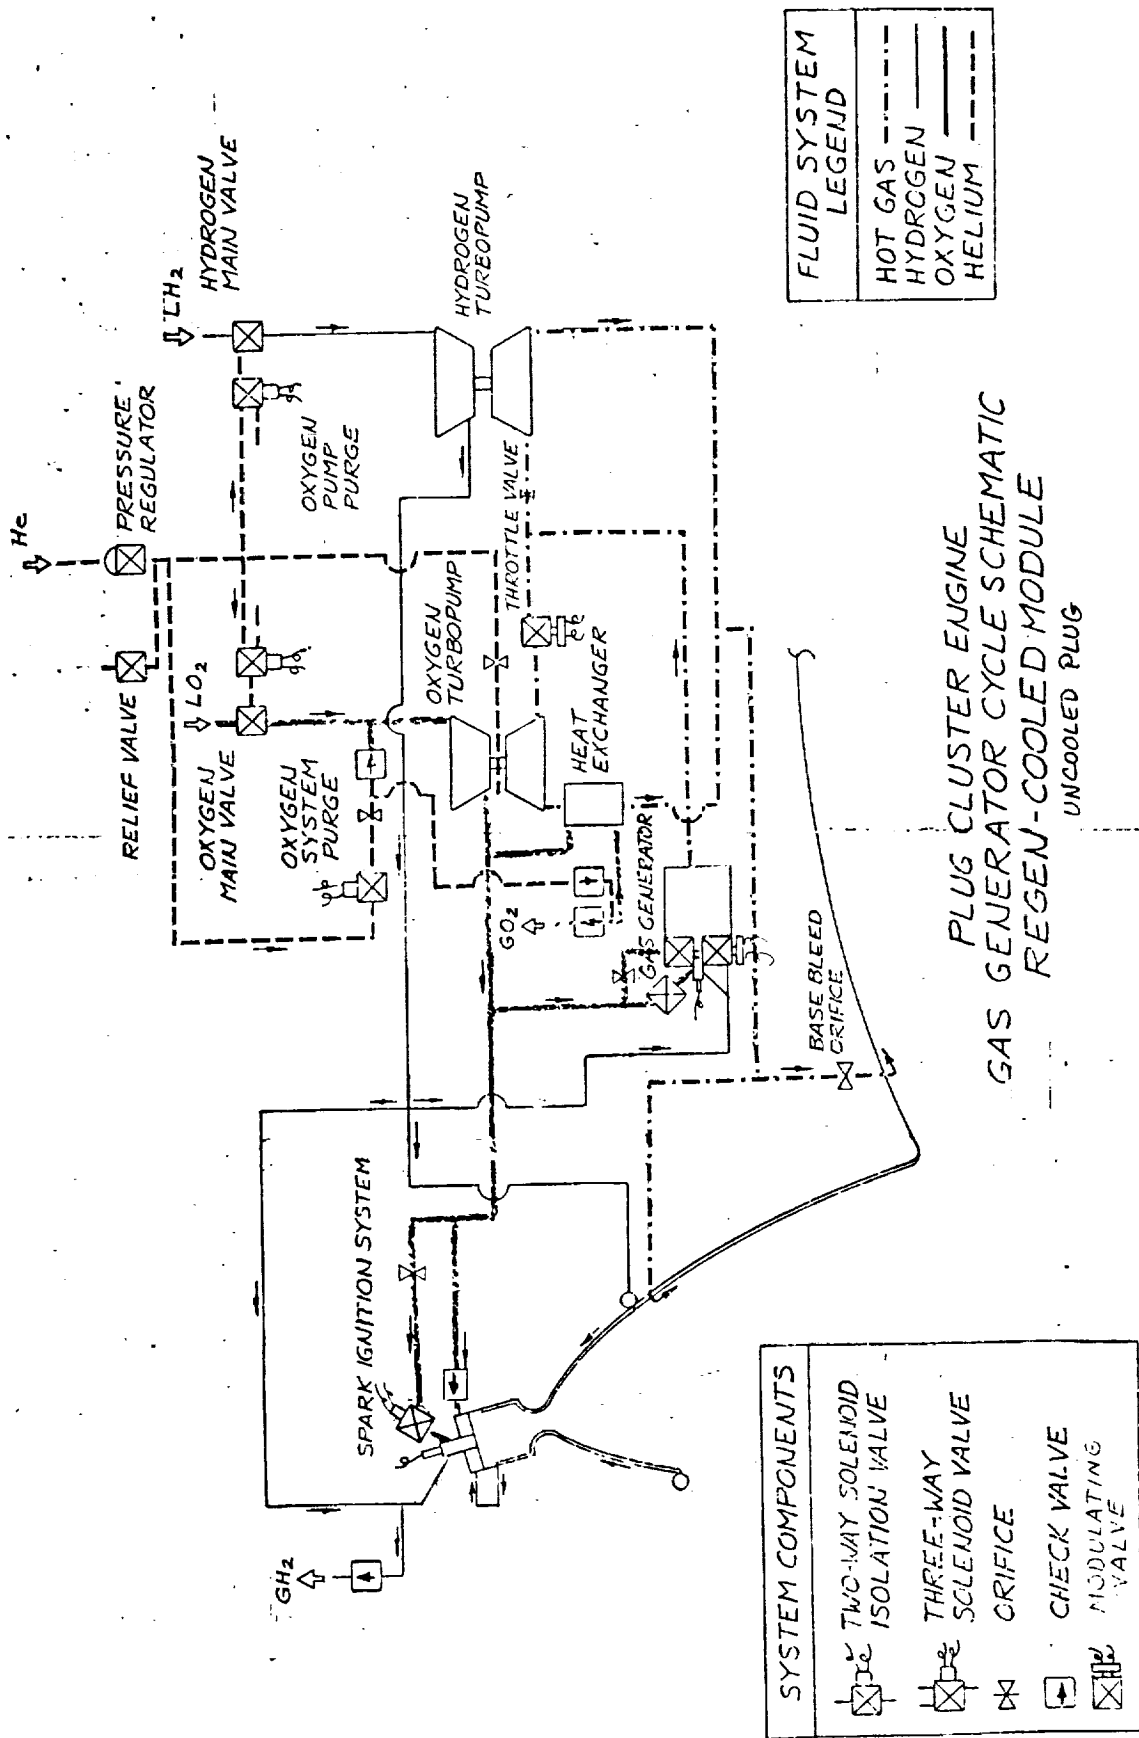 He
PRESSURE
REGULATOR
RELIEF VALVE
LH2
HYDROGEN
MAIN VALVE
LO2
OXYGEN
MAIN VALVE
OXYGEN
PUMP
PURGE
OXYGEN
SYSTEM
PURGE
HYDROGEN
TURBOPUMP
OXYGEN
TURBOPUMP
THROTTLE VALVE
HEAT
EXCHANGER
GO2
GAS GENERATOR
SPARK IGNITION SYSTEM
GH2
BASE BLEED
ORIFICE
FLUID SYSTEM
LEGEND
HOT GAS
HYDROGEN
OXYGEN
HELIUM
SYSTEM COMPONENTS
TWO-WAY SOLENOID
ISOLATION VALVE
THREE-WAY
SOLENOID VALVE
ORIFICE
CHECK VALVE
MODULATING
VALVE
PLUG CLUSTER ENGINE
GAS GENERATOR CYCLE SCHEMATIC
REGEN-COOLED MODULE
UNCOOLED PLUG